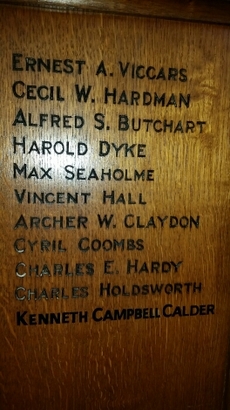 ERNEST A. VICCARS
CECIL W. HARDMAN
ALFRED S. BUTCHART
HAROLD DYKE
MAX SEAHOLME
VINCENT HALL
ARCHER W. CLAYDON
CYRIL COOMBS
CHARLES E. HARDY
CHARLES HOLDSWORTH
KENNETH CAMPBELL CALDER